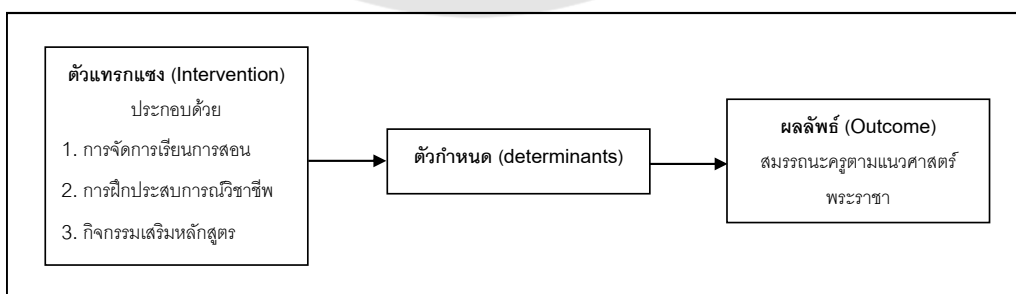 ตัวแทรกแซง (Intervention)
ประกอบด้วย
1. การจัดการเรียนการสอน
2. การฝึกประสบการณ์วิชาชีพ
3. กิจกรรมเสริมหลักสูตร
ตัวกำหนด (determinants)
ผลลัพธ์ (Outcome)
สมรรถนะครูตามแนวศาสตร์
พระราชา